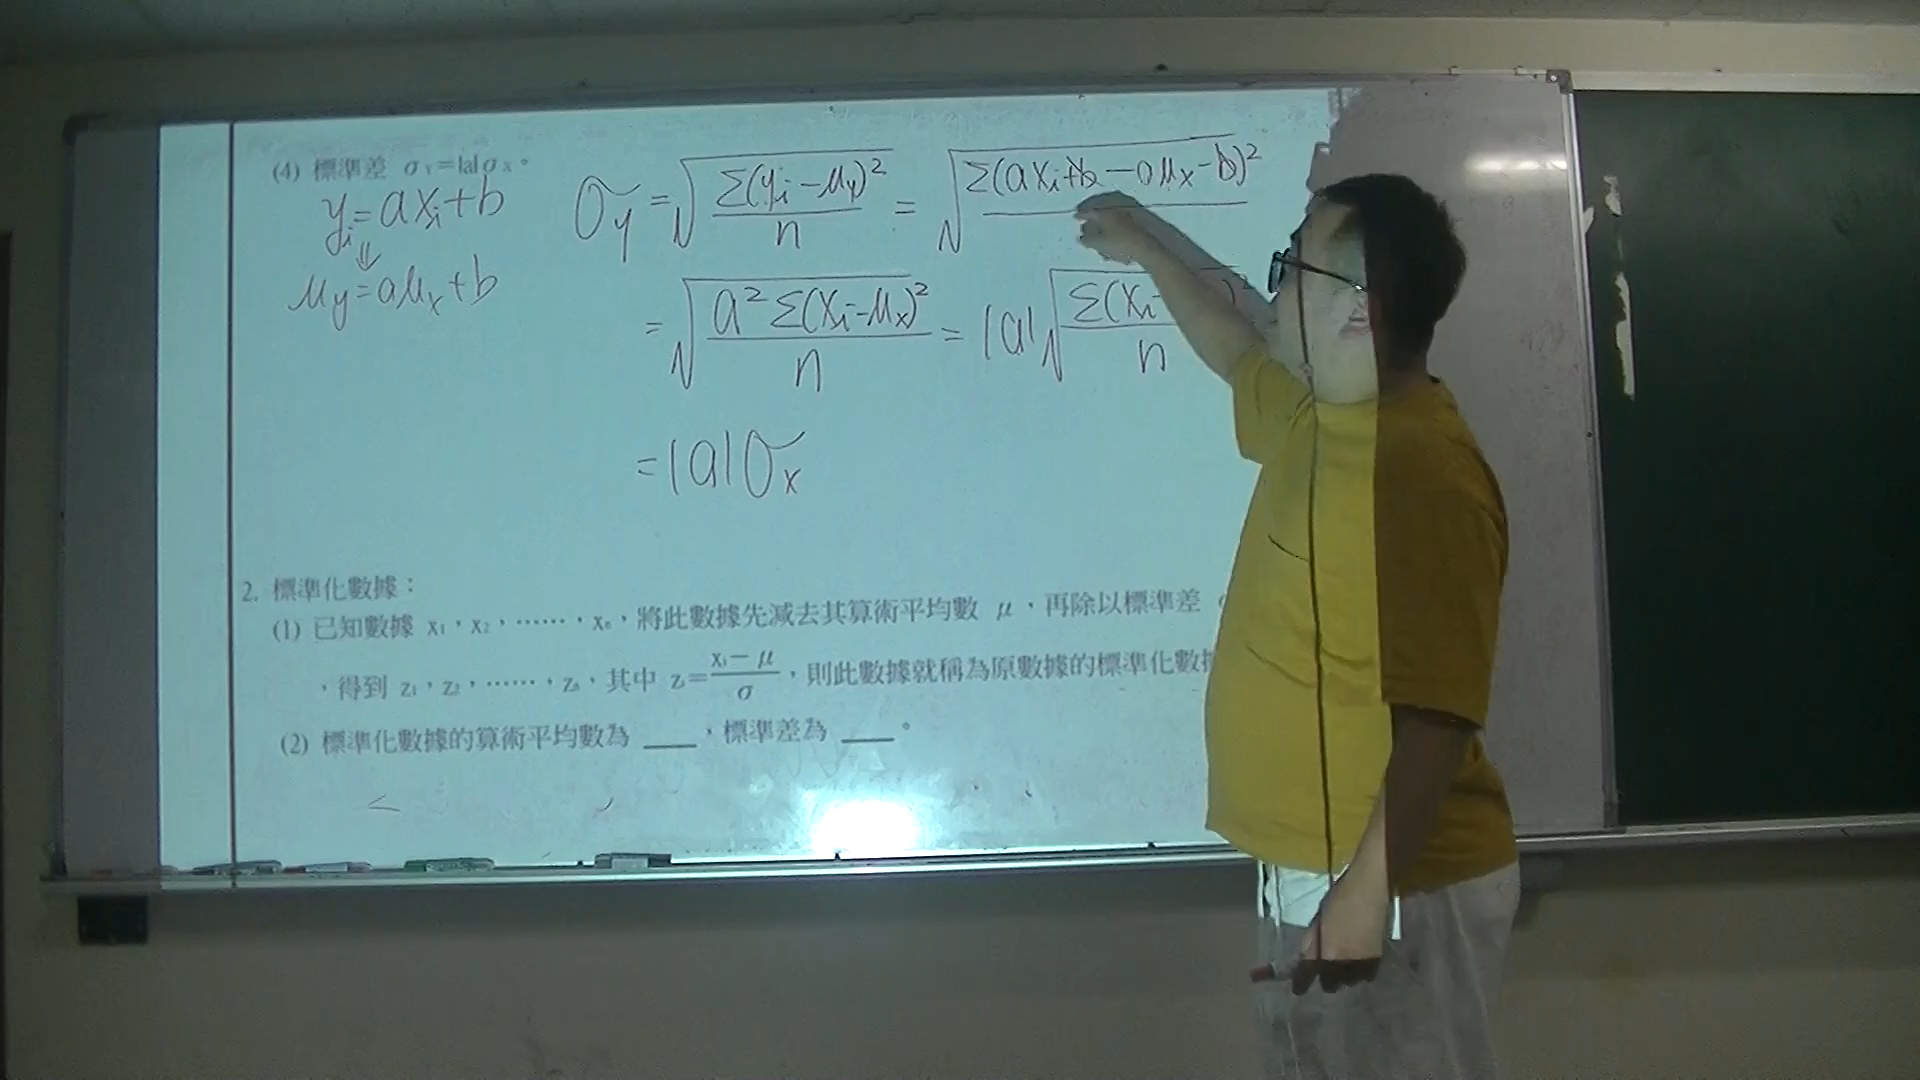 (4) 標準差 σY=|a|σX。
yi=axi+b
⇓
μy=aμx+b
σy=√(Σ(yi-μy)²/n)=√(Σ(axi+b-aμx-b)²
=√(a²Σ(xi-μx)²/n)=|a|√(Σ(xi- ²/n
=|a|σx
2. 標準化數據：
(1) 已知數據 x1，x2，……，xn，將此數據先減去其算術平均數 μ，再除以標準差
，得到 z1，z2，……，zn，其中 zi=(xi-μ)/σ，則此數據就稱為原數據的標準化數據
(2) 標準化數據的算術平均數為 ___，標準差為 ___。